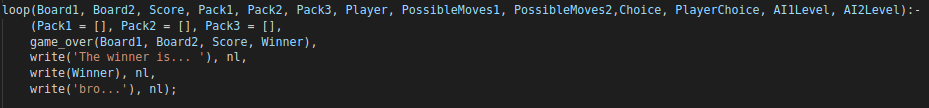 loop(Board1, Board2, Score, Pack1, Pack2, Pack3, Player, PossibleMoves1, PossibleMoves2,Choice, PlayerChoice, AI1Level, AI2Level):-
(Pack1 = [], Pack2 = [], Pack3 = [],
game_over(Board1, Board2, Score, Winner),
write('The winner is... '), nl,
write(Winner), nl,
write('bro...'), nl);